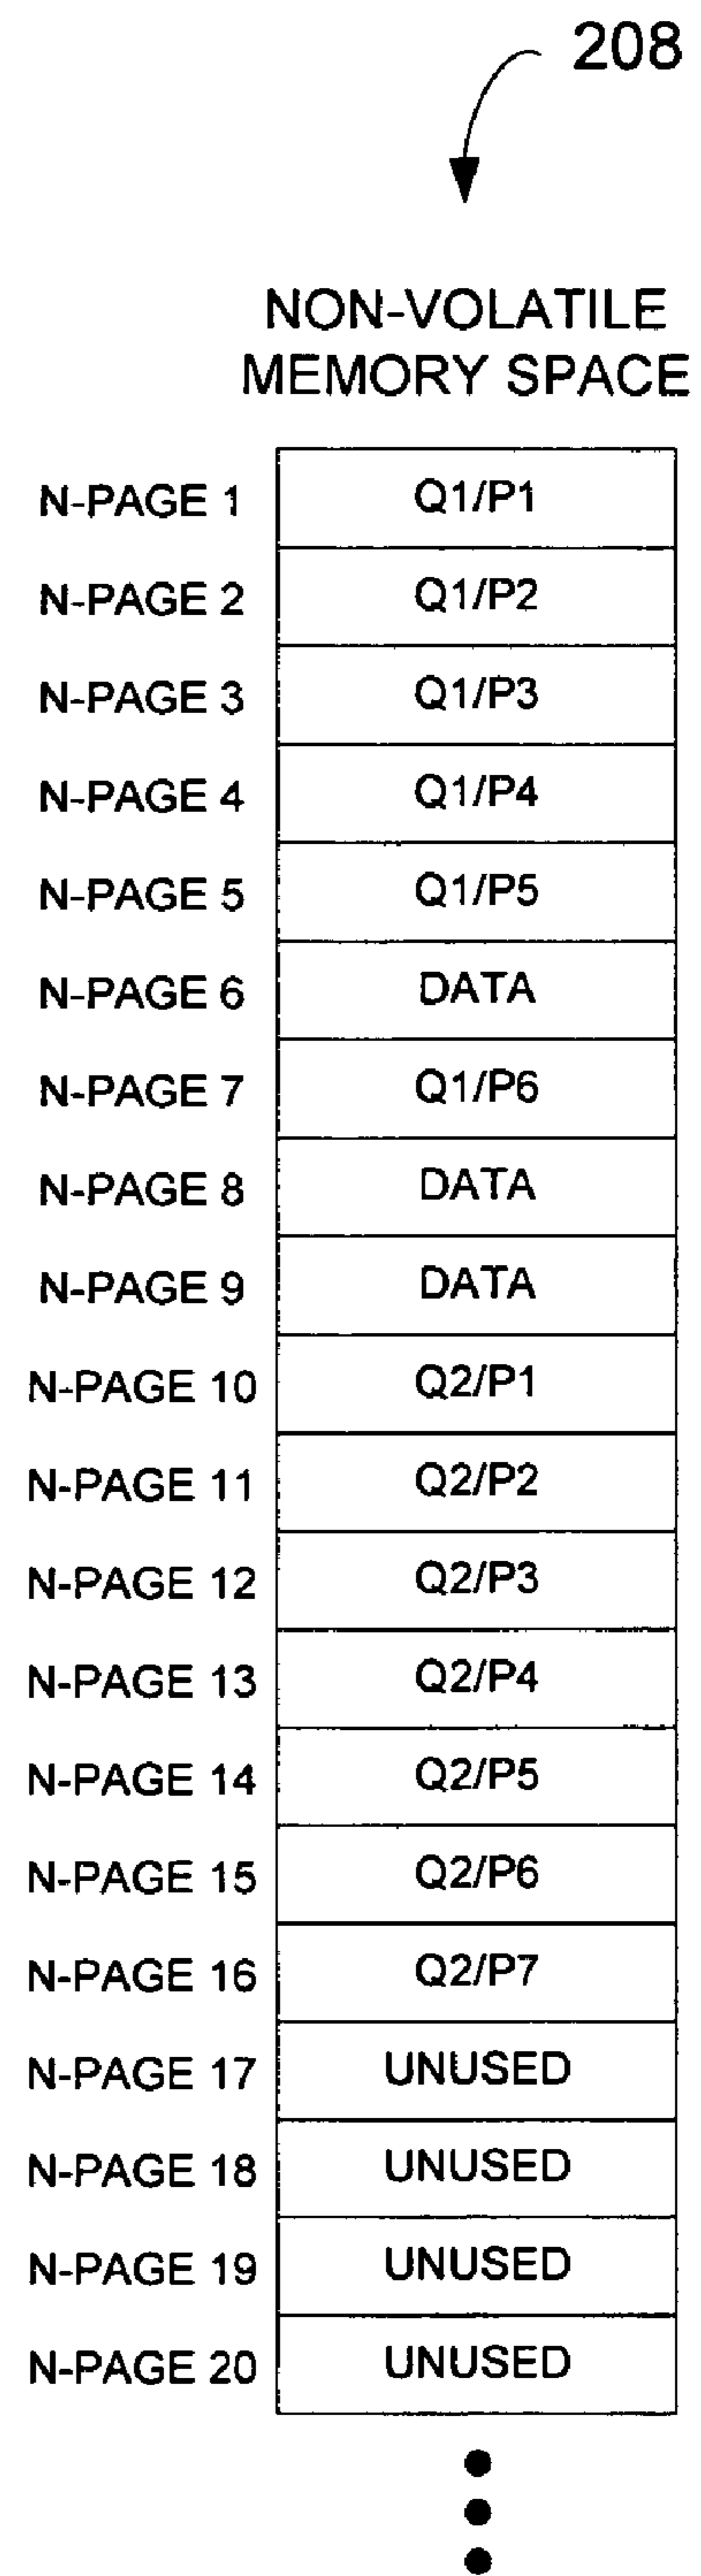 208
NON-VOLATILE
MEMORY SPACE
N-PAGE 1 Q1/P1
N-PAGE 2 Q1/P2
N-PAGE 3 Q1/P3
N-PAGE 4 Q1/P4
N-PAGE 5 Q1/P5
N-PAGE 6 DATA
N-PAGE 7 Q1/P6
N-PAGE 8 DATA
N-PAGE 9 DATA
N-PAGE 10 Q2/P1
N-PAGE 11 Q2/P2
N-PAGE 12 Q2/P3
N-PAGE 13 Q2/P4
N-PAGE 14 Q2/P5
N-PAGE 15 Q2/P6
N-PAGE 16 Q2/P7
N-PAGE 17 UNUSED
N-PAGE 18 UNUSED
N-PAGE 19 UNUSED
N-PAGE 20 UNUSED